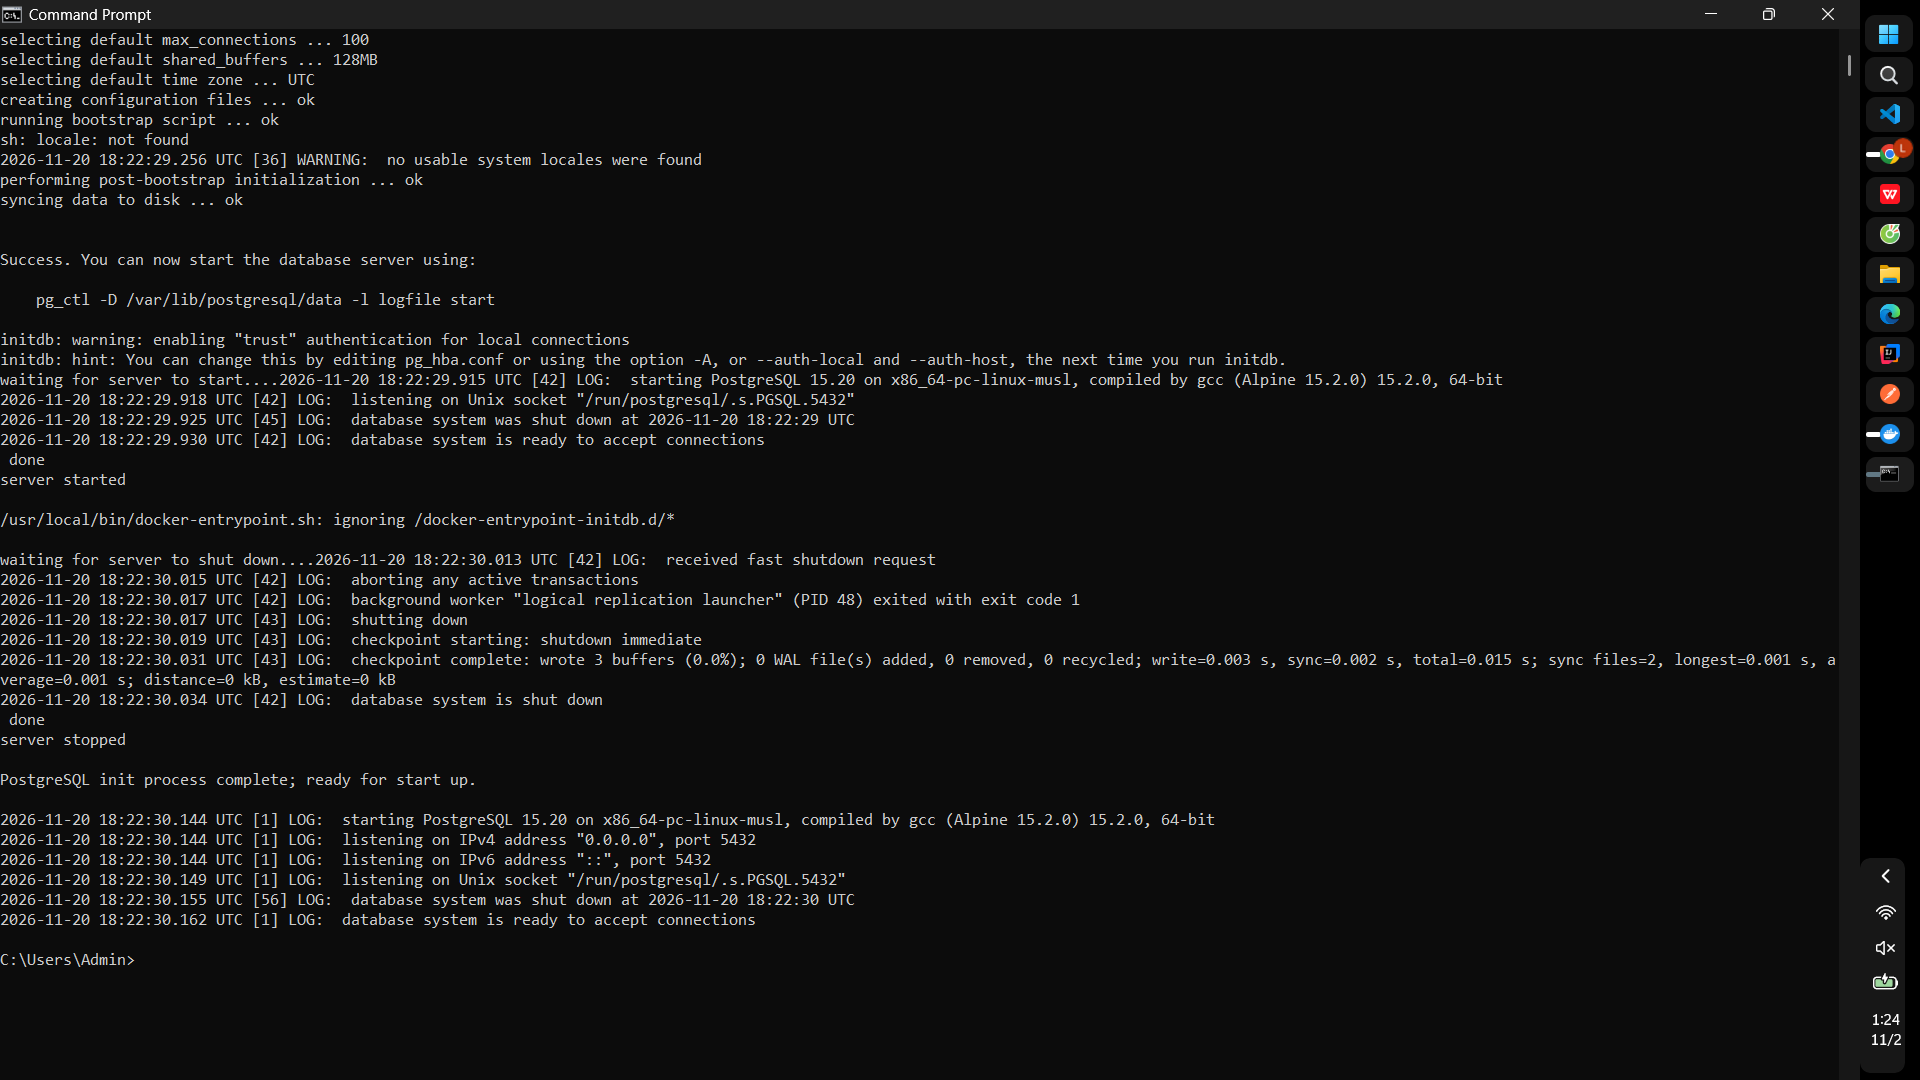 Command Prompt
selecting default max_connections ... 100
selecting default shared_buffers ... 128MB
selecting default time zone ... UTC
creating configuration files ... ok
running bootstrap script ... ok
sh: locale: not found
2026-11-20 18:22:29.256 UTC [36] WARNING:  no usable system locales were found
performing post-bootstrap initialization ... ok
syncing data to disk ... ok
Success. You can now start the database server using:
    pg_ctl -D /var/lib/postgresql/data -l logfile start
initdb: warning: enabling "trust" authentication for local connections
initdb: hint: You can change this by editing pg_hba.conf or using the option -A, or --auth-local and --auth-host, the next time you run initdb.
waiting for server to start....2026-11-20 18:22:29.915 UTC [42] LOG:  starting PostgreSQL 15.20 on x86_64-pc-linux-musl, compiled by gcc (Alpine 15.2.0) 15.2.0, 64-bit
2026-11-20 18:22:29.918 UTC [42] LOG:  listening on Unix socket "/run/postgresql/.s.PGSQL.5432"
2026-11-20 18:22:29.925 UTC [45] LOG:  database system was shut down at 2026-11-20 18:22:29 UTC
2026-11-20 18:22:29.930 UTC [42] LOG:  database system is ready to accept connections
 done
server started
/usr/local/bin/docker-entrypoint.sh: ignoring /docker-entrypoint-initdb.d/*
waiting for server to shut down....2026-11-20 18:22:30.013 UTC [42] LOG:  received fast shutdown request
2026-11-20 18:22:30.015 UTC [42] LOG:  aborting any active transactions
2026-11-20 18:22:30.017 UTC [42] LOG:  background worker "logical replication launcher" (PID 48) exited with exit code 1
2026-11-20 18:22:30.017 UTC [43] LOG:  shutting down
2026-11-20 18:22:30.019 UTC [43] LOG:  checkpoint starting: shutdown immediate
2026-11-20 18:22:30.031 UTC [43] LOG:  checkpoint complete: wrote 3 buffers (0.0%); 0 WAL file(s) added, 0 removed, 0 recycled; write=0.003 s, sync=0.002 s, total=0.015 s; sync files=2, longest=0.001 s, a
verage=0.001 s; distance=0 kB, estimate=0 kB
2026-11-20 18:22:30.034 UTC [42] LOG:  database system is shut down
 done
server stopped
PostgreSQL init process complete; ready for start up.
2026-11-20 18:22:30.144 UTC [1] LOG:  starting PostgreSQL 15.20 on x86_64-pc-linux-musl, compiled by gcc (Alpine 15.2.0) 15.2.0, 64-bit
2026-11-20 18:22:30.144 UTC [1] LOG:  listening on IPv4 address "0.0.0.0", port 5432
2026-11-20 18:22:30.144 UTC [1] LOG:  listening on IPv6 address "::", port 5432
2026-11-20 18:22:30.149 UTC [1] LOG:  listening on Unix socket "/run/postgresql/.s.PGSQL.5432"
2026-11-20 18:22:30.155 UTC [56] LOG:  database system was shut down at 2026-11-20 18:22:30 UTC
2026-11-20 18:22:30.162 UTC [1] LOG:  database system is ready to accept connections
C:\Users\Admin>
L
1:24
11/2